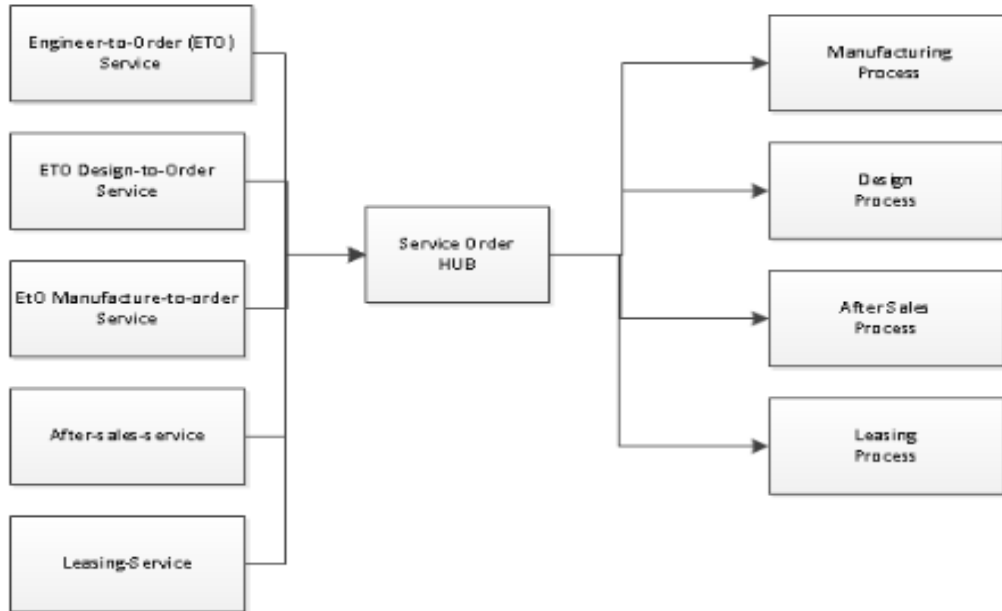 Engineer-to-Order (ETO)
Service
ETO Design-to-Order
Service
EtO Manufacture-to-order
Service
After-sales-service
Leasing-Service
Service Order
HUB
Manufacturing
Process
Design
Process
After Sales
Process
Leasing
Process